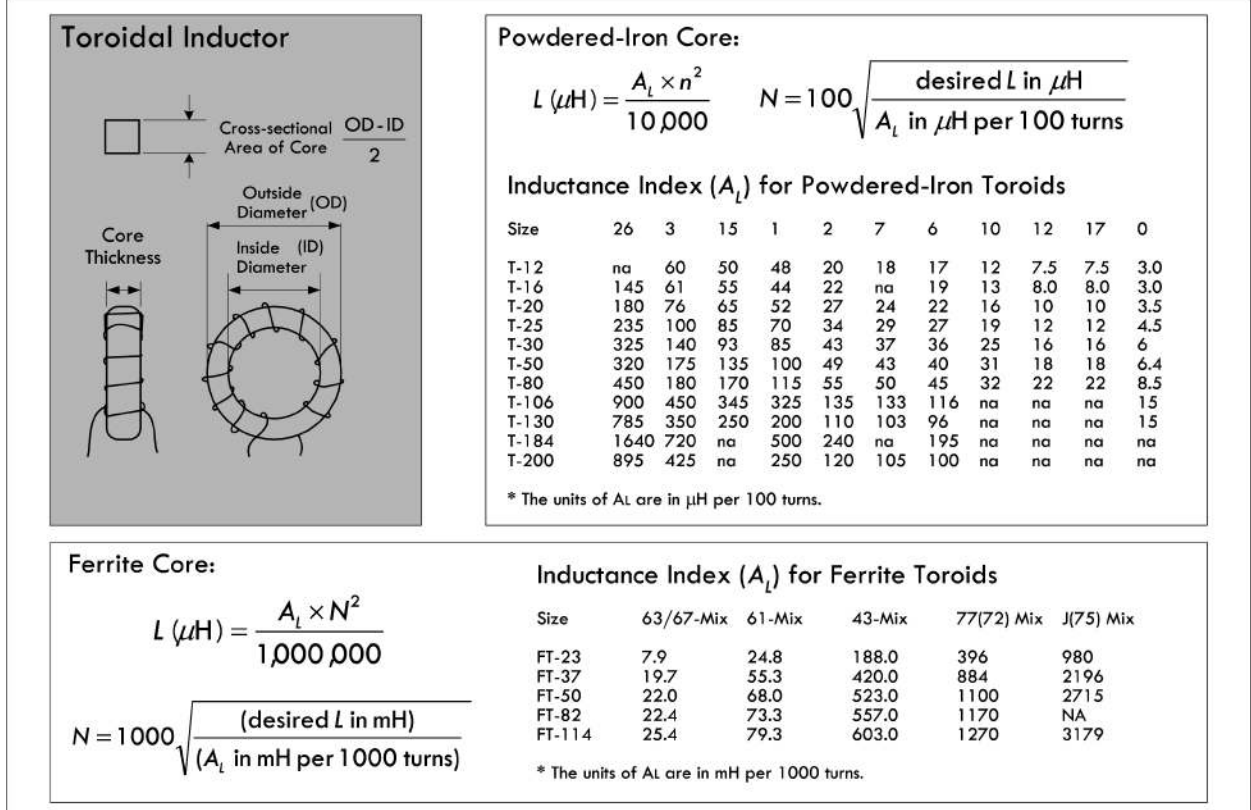 Toroidal Inductor
Cross-sectional OD-ID
Area of Core 2
Outside
Diameter (OD)
Core
Thickness
Inside (ID)
Diameter
Powdered-Iron Core:
L (μH) = A_L × n² / 10,000
N = 100 √ desired L in μH / A_L in μH per 100 turns
Inductance Index (A_L) for Powdered-Iron Toroids
Size 26 3 15 1 2 7 6 10 12 17 0
T-12 na 60 50 48 20 18 17 12 7.5 7.5 3.0
T-16 145 61 55 44 22 na 19 13 8.0 8.0 3.0
T-20 180 76 65 52 27 24 22 16 10 10 3.5
T-25 235 100 85 70 34 29 27 19 12 12 4.5
T-30 325 140 93 85 43 37 36 25 16 16 6
T-50 320 175 135 100 49 43 40 31 18 18 6.4
T-80 450 180 170 115 55 50 45 32 22 22 8.5
T-106 900 450 345 325 135 133 116 na na na 15
T-130 785 350 250 200 110 103 96 na na na 15
T-184 1640 720 na 500 240 na 195 na na na na
T-200 895 425 na 250 120 105 100 na na na na
* The units of AL are in μH per 100 turns.
Ferrite Core:
L (μH) = A_L × N² / 1,000,000
N = 1000 √ (desired L in mH) / (A_L in mH per 1000 turns)
Inductance Index (A_L) for Ferrite Toroids
Size 63/67-Mix 61-Mix 43-Mix 77(72) Mix J(75) Mix
FT-23 7.9 24.8 188.0 396 980
FT-37 19.7 55.3 420.0 884 2196
FT-50 22.0 68.0 523.0 1100 2715
FT-82 22.4 73.3 557.0 1170 NA
FT-114 25.4 79.3 603.0 1270 3179
* The units of AL are in mH per 1000 turns.